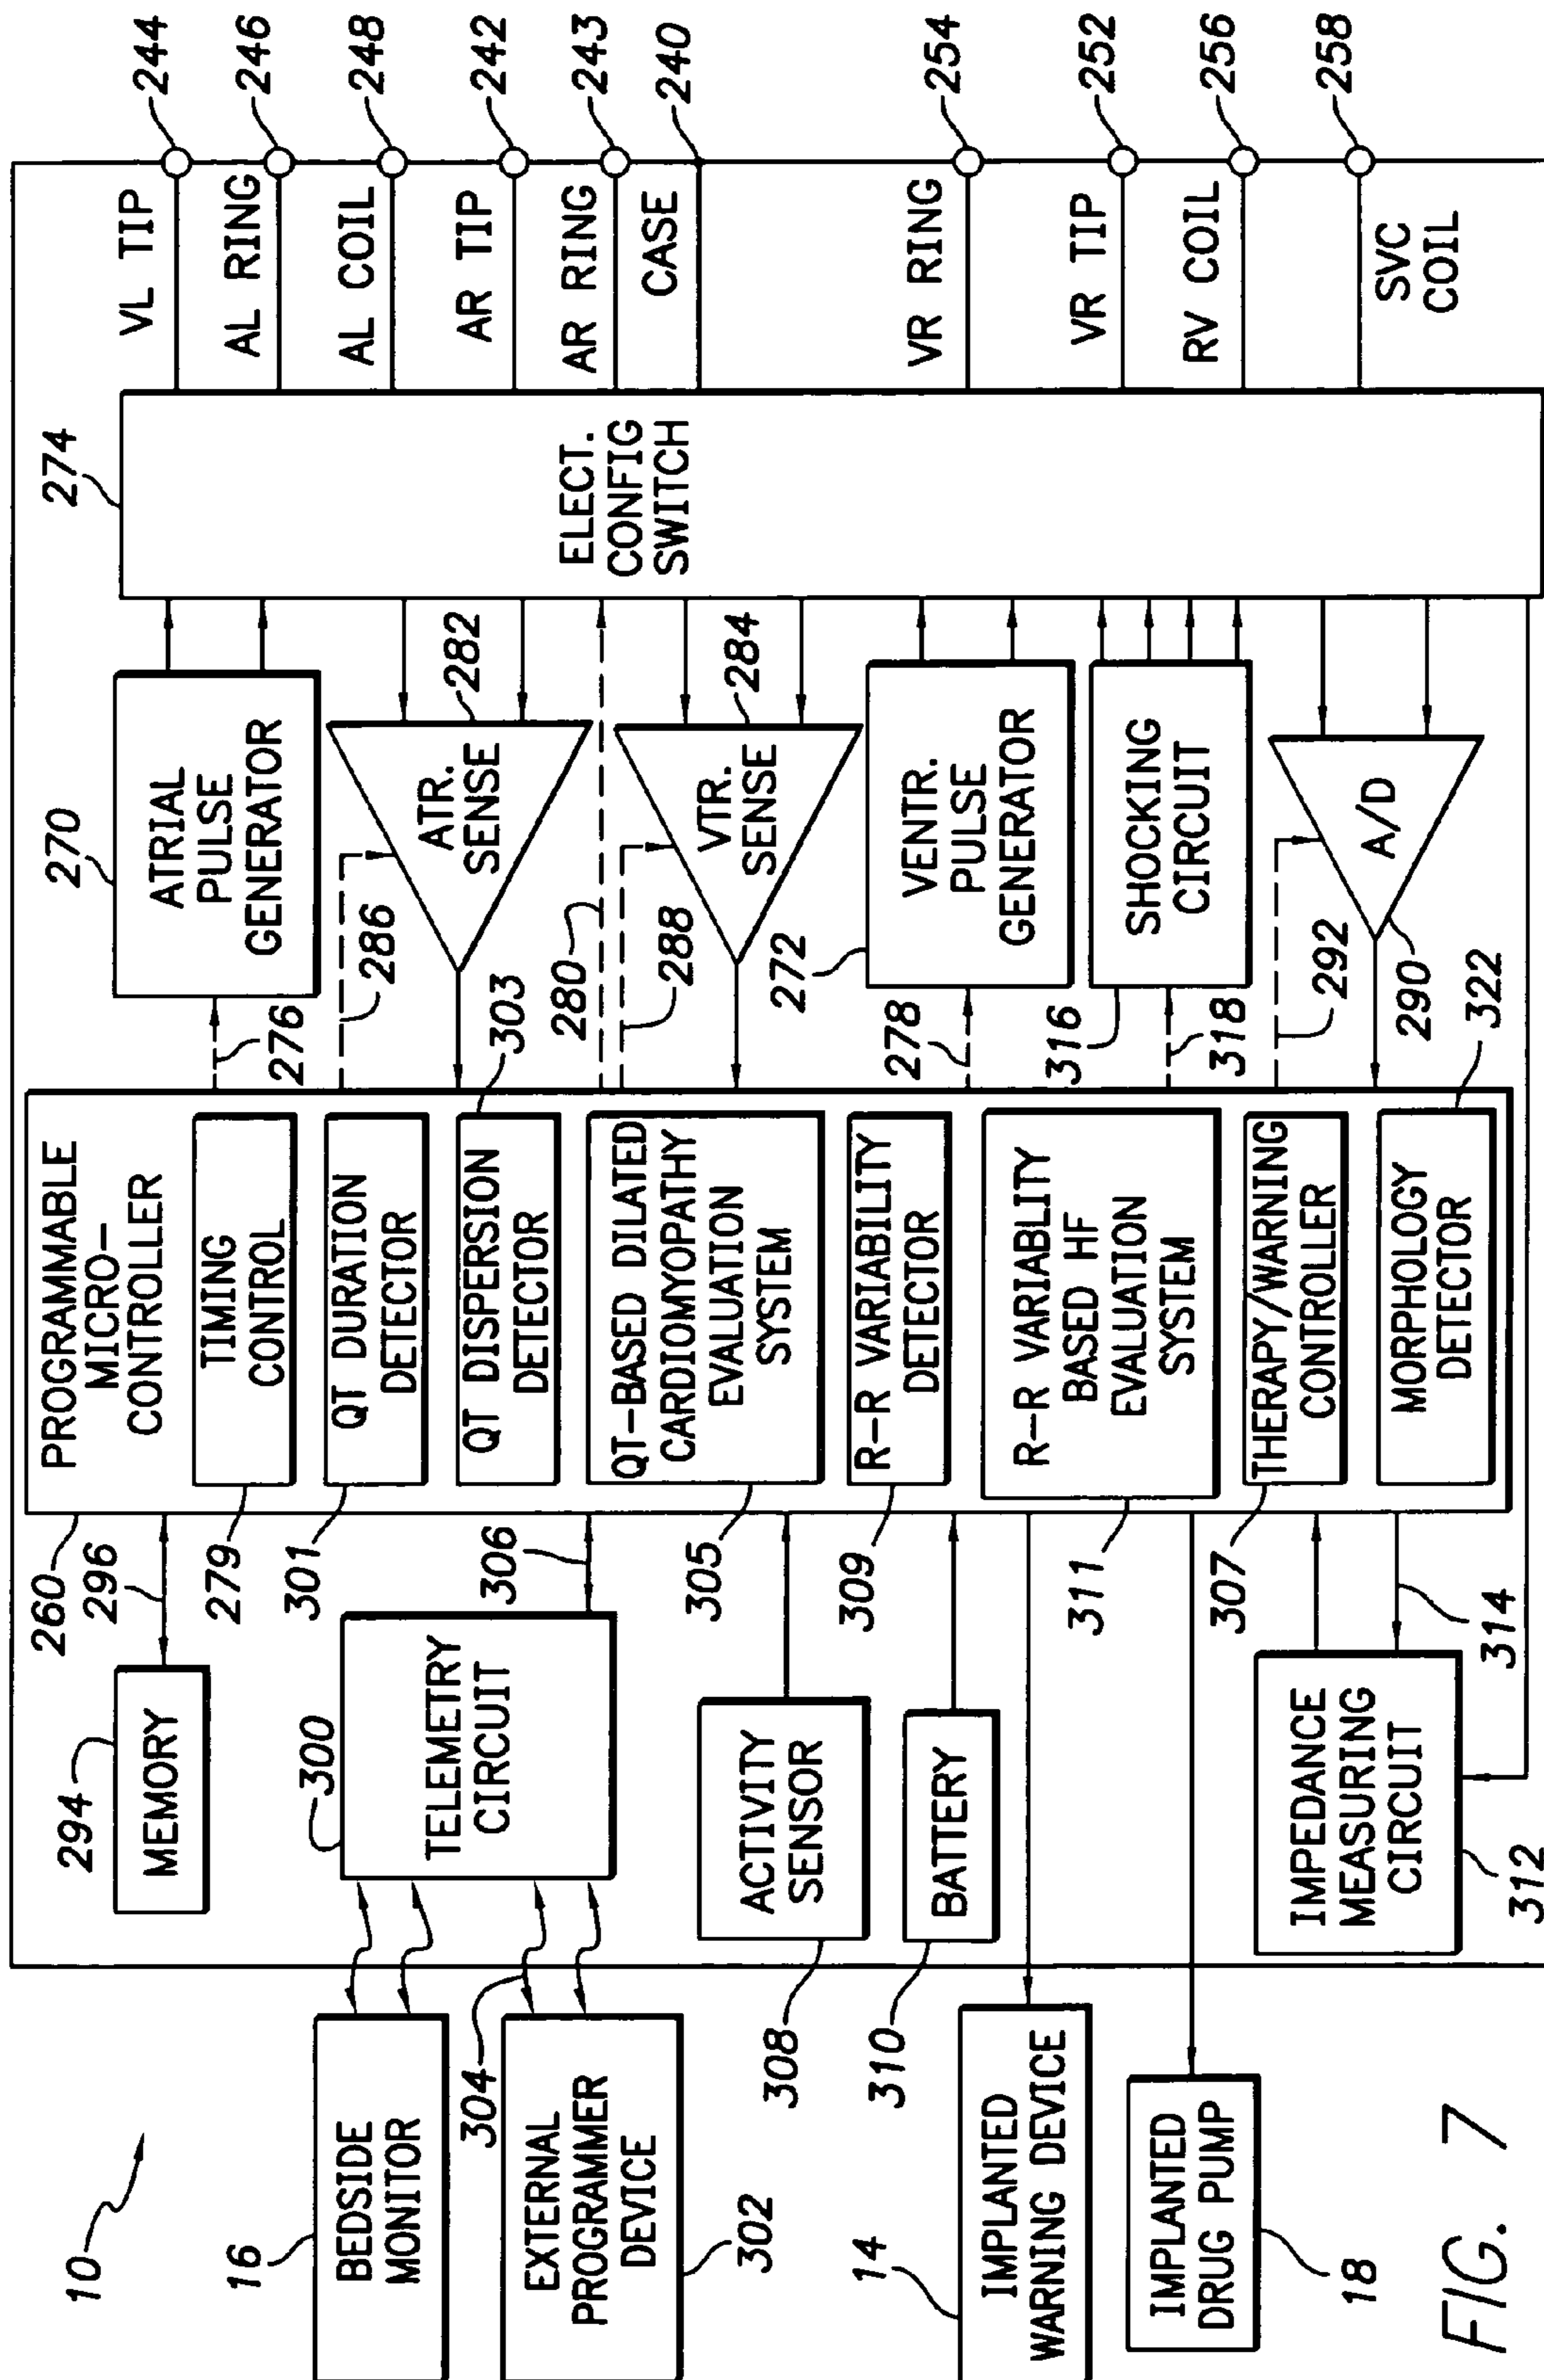 10
16
BEDSIDE
MONITOR
304
EXTERNAL
PROGRAMMER
DEVICE
302
14
IMPLANTED
WARNING DEVICE
IMPLANTED
DRUG PUMP
18
294
MEMORY
300
TELEMETRY
CIRCUIT
306
ACTIVITY
SENSOR
308
310
BATTERY
IMPEDANCE
MEASURING
CIRCUIT
312
314
260
296
PROGRAMMABLE
MICRO-
CONTROLLER
279
TIMING
CONTROL
301
QT DURATION
DETECTOR
303
QT DISPERSION
DETECTOR
305
QT-BASED DILATED
CARDIOMYOPATHY
EVALUATION
SYSTEM
309
R-R VARIABILITY
DETECTOR
311
R-R VARIABLITY
BASED HF
EVALUATION
SYSTEM
307
THERAPY/WARNING
CONTROLLER
MORPHOLOGY
DETECTOR
322
270
ATRIAL
PULSE
GENERATOR
276
286
ATR.
SENSE
282
280
288
VTR.
SENSE
284
272
278
VENTR.
PULSE
GENERATOR
316
318
SHOCKING
CIRCUIT
292
A/D
290
274
ELECT.
CONFIG
SWITCH
VL TIP
244
AL RING
246
AL COIL
248
AR TIP
242
AR RING
243
CASE
240
VR RING
254
VR TIP
252
RV COIL
256
SVC
COIL
258
FIG. 7